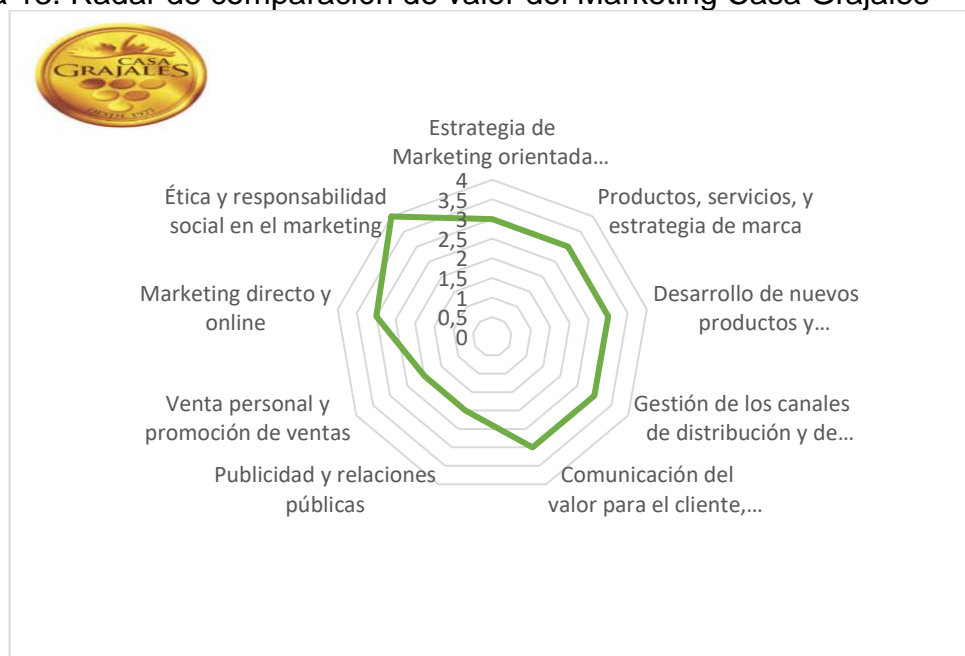 a 18. Radar de comparación de valor del Marketing Casa Grajales
CASA
GRAJALES
DESDE
Estrategia de
Marketing orientada...
Productos, servicios, y
estrategia de marca
Desarrollo de nuevos
productos y...
Gestión de los canales
de distribución y de...
Comunicación del
valor para el cliente,...
Publicidad y relaciones
públicas
Venta personal y
promoción de ventas
Marketing directo y
online
Ética y responsabilidad
social en el marketing
4
3,5
3
2,5
2
1,5
1
0,5
0